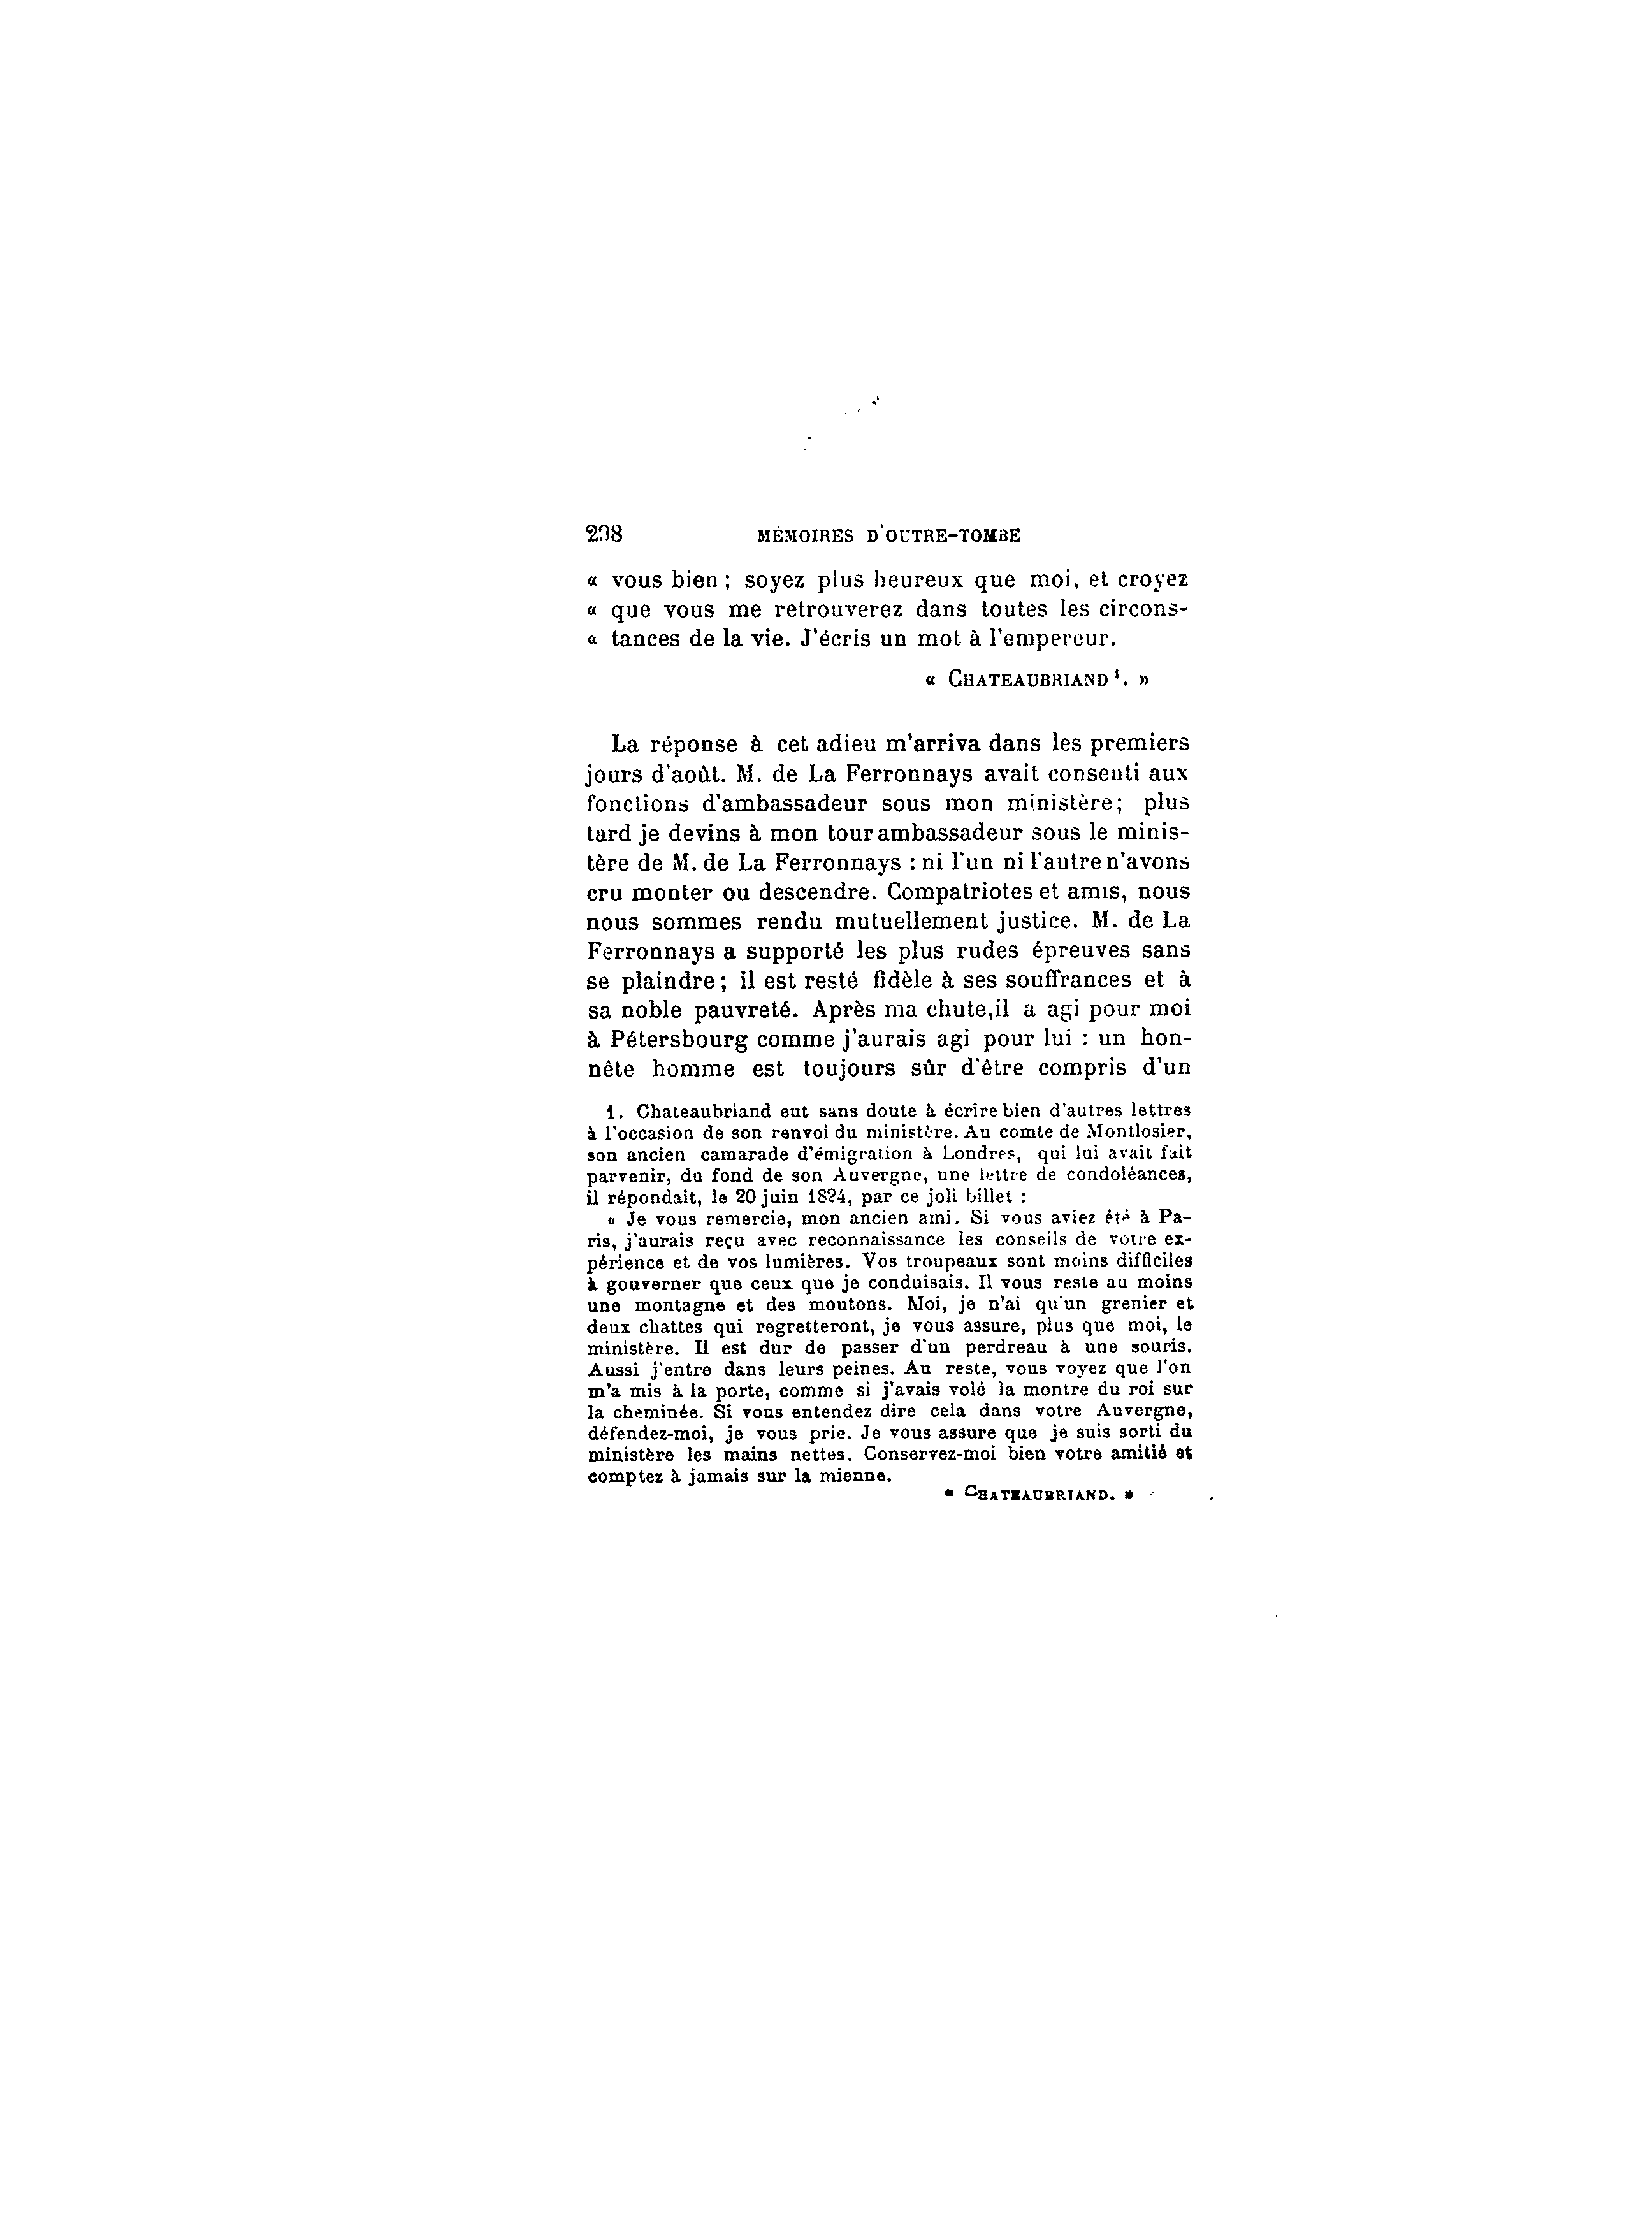 298 MÉMOIRES D'OUTRE-TOMBE
« vous bien ; soyez plus heureux que moi, et croyez
« que vous me retrouverez dans toutes les circons-
« tances de la vie. J'écris un mot à l'empereur.
« CHATEAUBRIAND ¹. »
La réponse à cet adieu m'arriva dans les premiers
jours d'août. M. de La Ferronnays avait consenti aux
fonctions d'ambassadeur sous mon ministère; plus
tard je devins à mon tour ambassadeur sous le minis-
tère de M. de La Ferronnays : ni l'un ni l'autre n'avons
cru monter ou descendre. Compatriotes et amis, nous
nous sommes rendu mutuellement justice. M. de La
Ferronnays a supporté les plus rudes épreuves sans
se plaindre; il est resté fidèle à ses souffrances et à
sa noble pauvreté. Après ma chute, il a agi pour moi
à Pétersbourg comme j'aurais agi pour lui : un hon-
nête homme est toujours sûr d'être compris d'un
1. Chateaubriand eut sans doute à écrire bien d'autres lettres
à l'occasion de son renvoi du ministère. Au comte de Montlosier,
son ancien camarade d'émigration à Londres, qui lui avait fait
parvenir, du fond de son Auvergne, une lettre de condoléances,
il répondait, le 20 juin 1824, par ce joli billet :
« Je vous remercie, mon ancien ami. Si vous aviez été à Pa-
ris, j'aurais reçu avec reconnaissance les conseils de votre ex-
périence et de vos lumières. Vos troupeaux sont moins difficiles
à gouverner que ceux que je conduisais. Il vous reste au moins
une montagne et des moutons. Moi, je n'ai qu'un grenier et
deux chattes qui regretteront, je vous assure, plus que moi, le
ministère. Il est dur de passer d'un perdreau à une souris.
Aussi j'entre dans leurs peines. Au reste, vous voyez que l'on
m'a mis à la porte, comme si j'avais volé la montre du roi sur
la cheminée. Si vous entendez dire cela dans votre Auvergne,
défendez-moi, je vous prie. Je vous assure que je suis sorti du
ministère les mains nettes. Conservez-moi bien votre amitié et
comptez à jamais sur la mienne.
« CHATEAUBRIAND. »